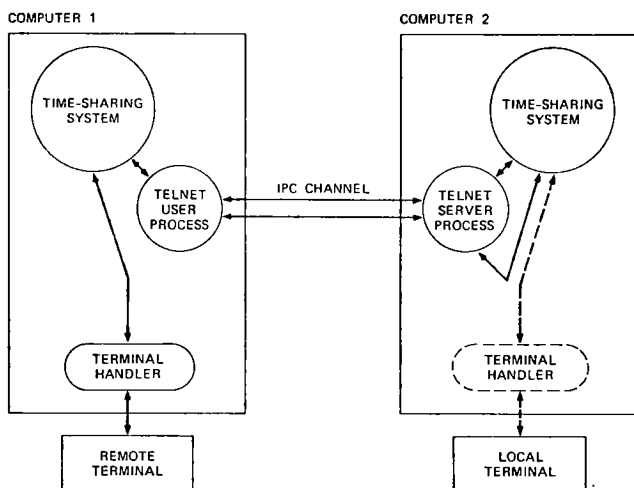 COMPUTER 1
COMPUTER 2
TIME-SHARING
SYSTEM
TIME-SHARING
SYSTEM
TELNET
USER
PROCESS
IPC CHANNEL
TELNET
SERVER
PROCESS
TERMINAL
HANDLER
TERMINAL
HANDLER
REMOTE
TERMINAL
LOCAL
TERMINAL